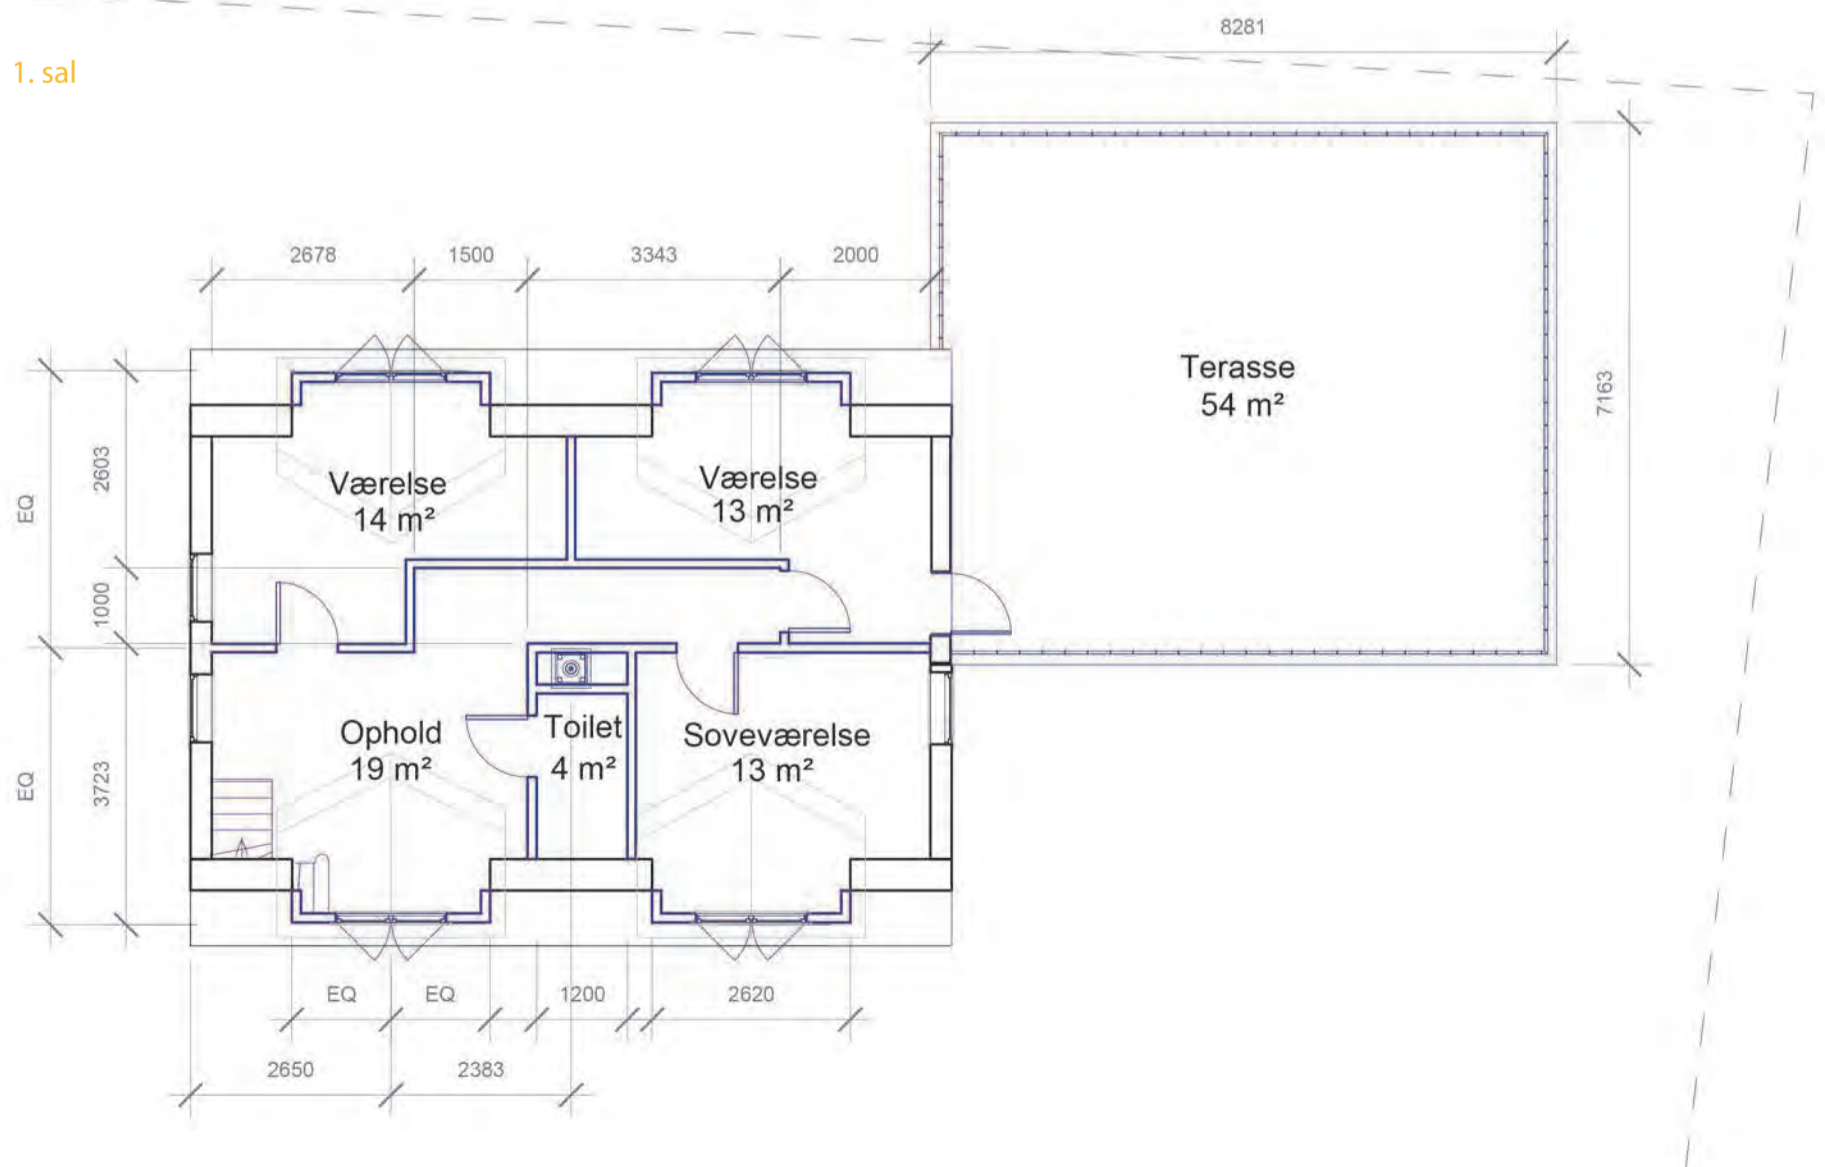 8281
1. sal
2678
1500
3343
2000
Terasse
54 m²
7163
Værelse
14 m²
Værelse
13 m²
2603
EQ
1000
Ophold
19 m²
Toilet
4 m²
Soveværelse
13 m²
3723
EQ
EQ
EQ
1200
2620
2650
2383